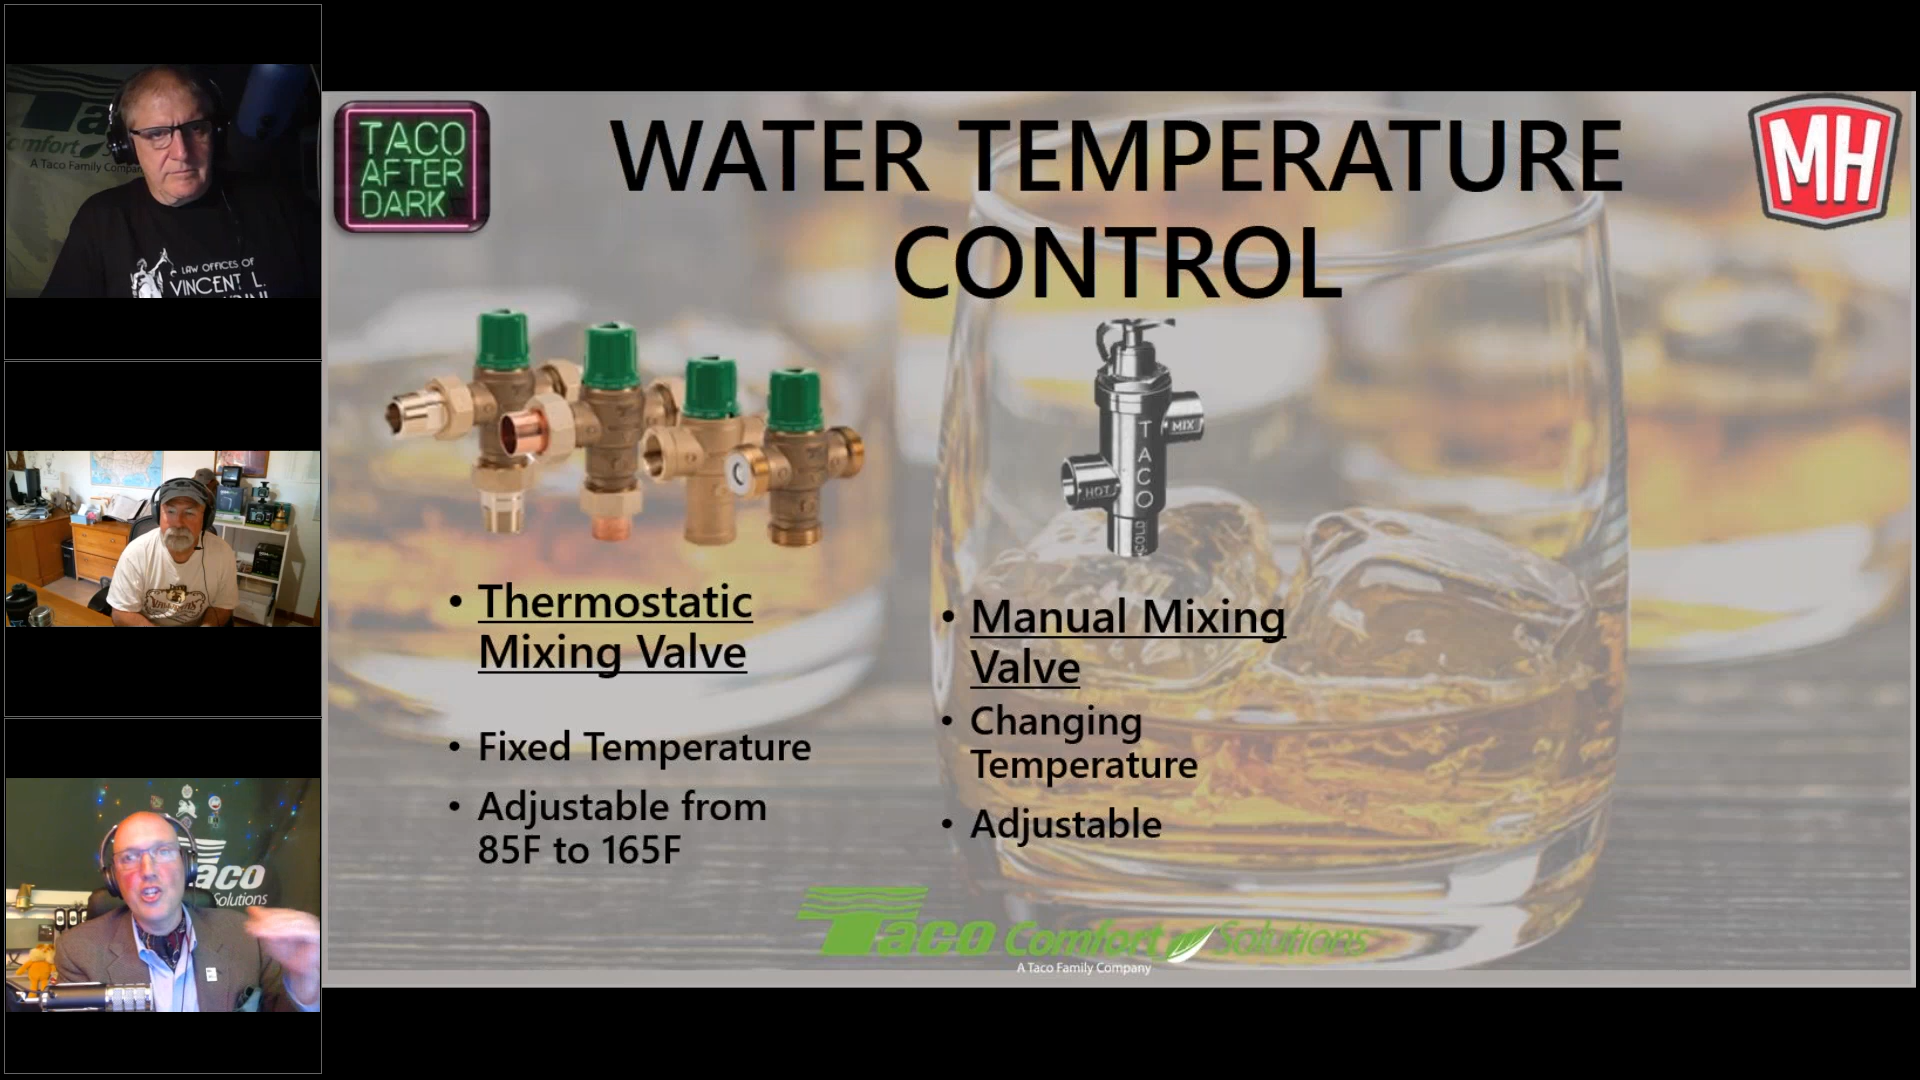 Comfort
A Taco Family Company
LAW OFFICES OF
VINCENT L.
Taco
Solutions
TACO
AFTER
DARK
WATER TEMPERATURE
CONTROL
MH
MIX
HOT
TACO
COLD
• Thermostatic
Mixing Valve
• Fixed Temperature
• Adjustable from
85F to 165F
• Manual Mixing
Valve
• Changing
Temperature
• Adjustable
Taco Comfort Solutions
A Taco Family Company